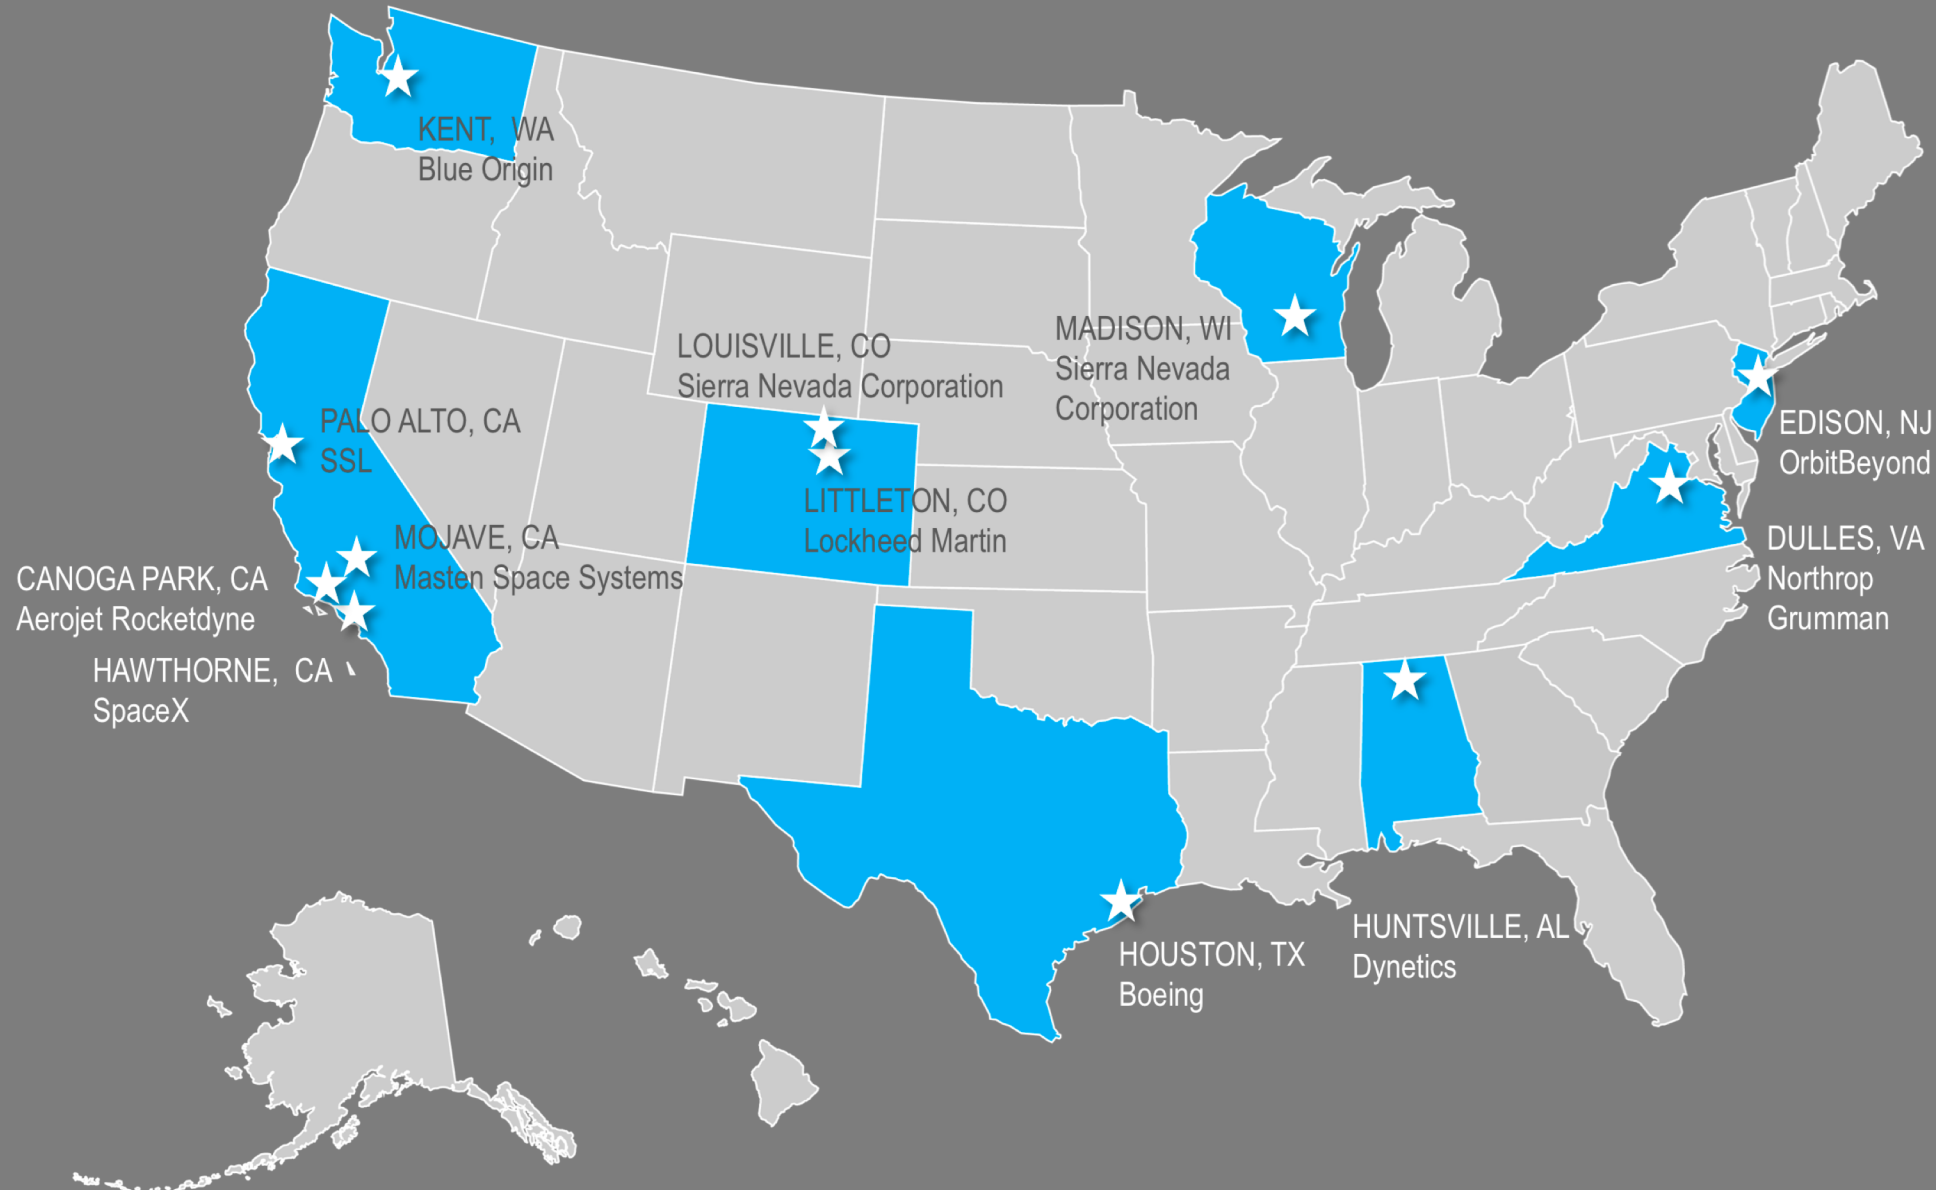 KENT, WA
Blue Origin
LOUISVILLE, CO
Sierra Nevada Corporation
MADISON, WI
Sierra Nevada
Corporation
PALO ALTO, CA
SSL
EDISON, NJ
OrbitBeyond
LITTLETON, CO
Lockheed Martin
MOJAVE, CA
Masten Space Systems
DULLES, VA
Northrop
Grumman
CANOGA PARK, CA
Aerojet Rocketdyne
HAWTHORNE, CA
SpaceX
HUNTSVILLE, AL
Dynetics
HOUSTON, TX
Boeing